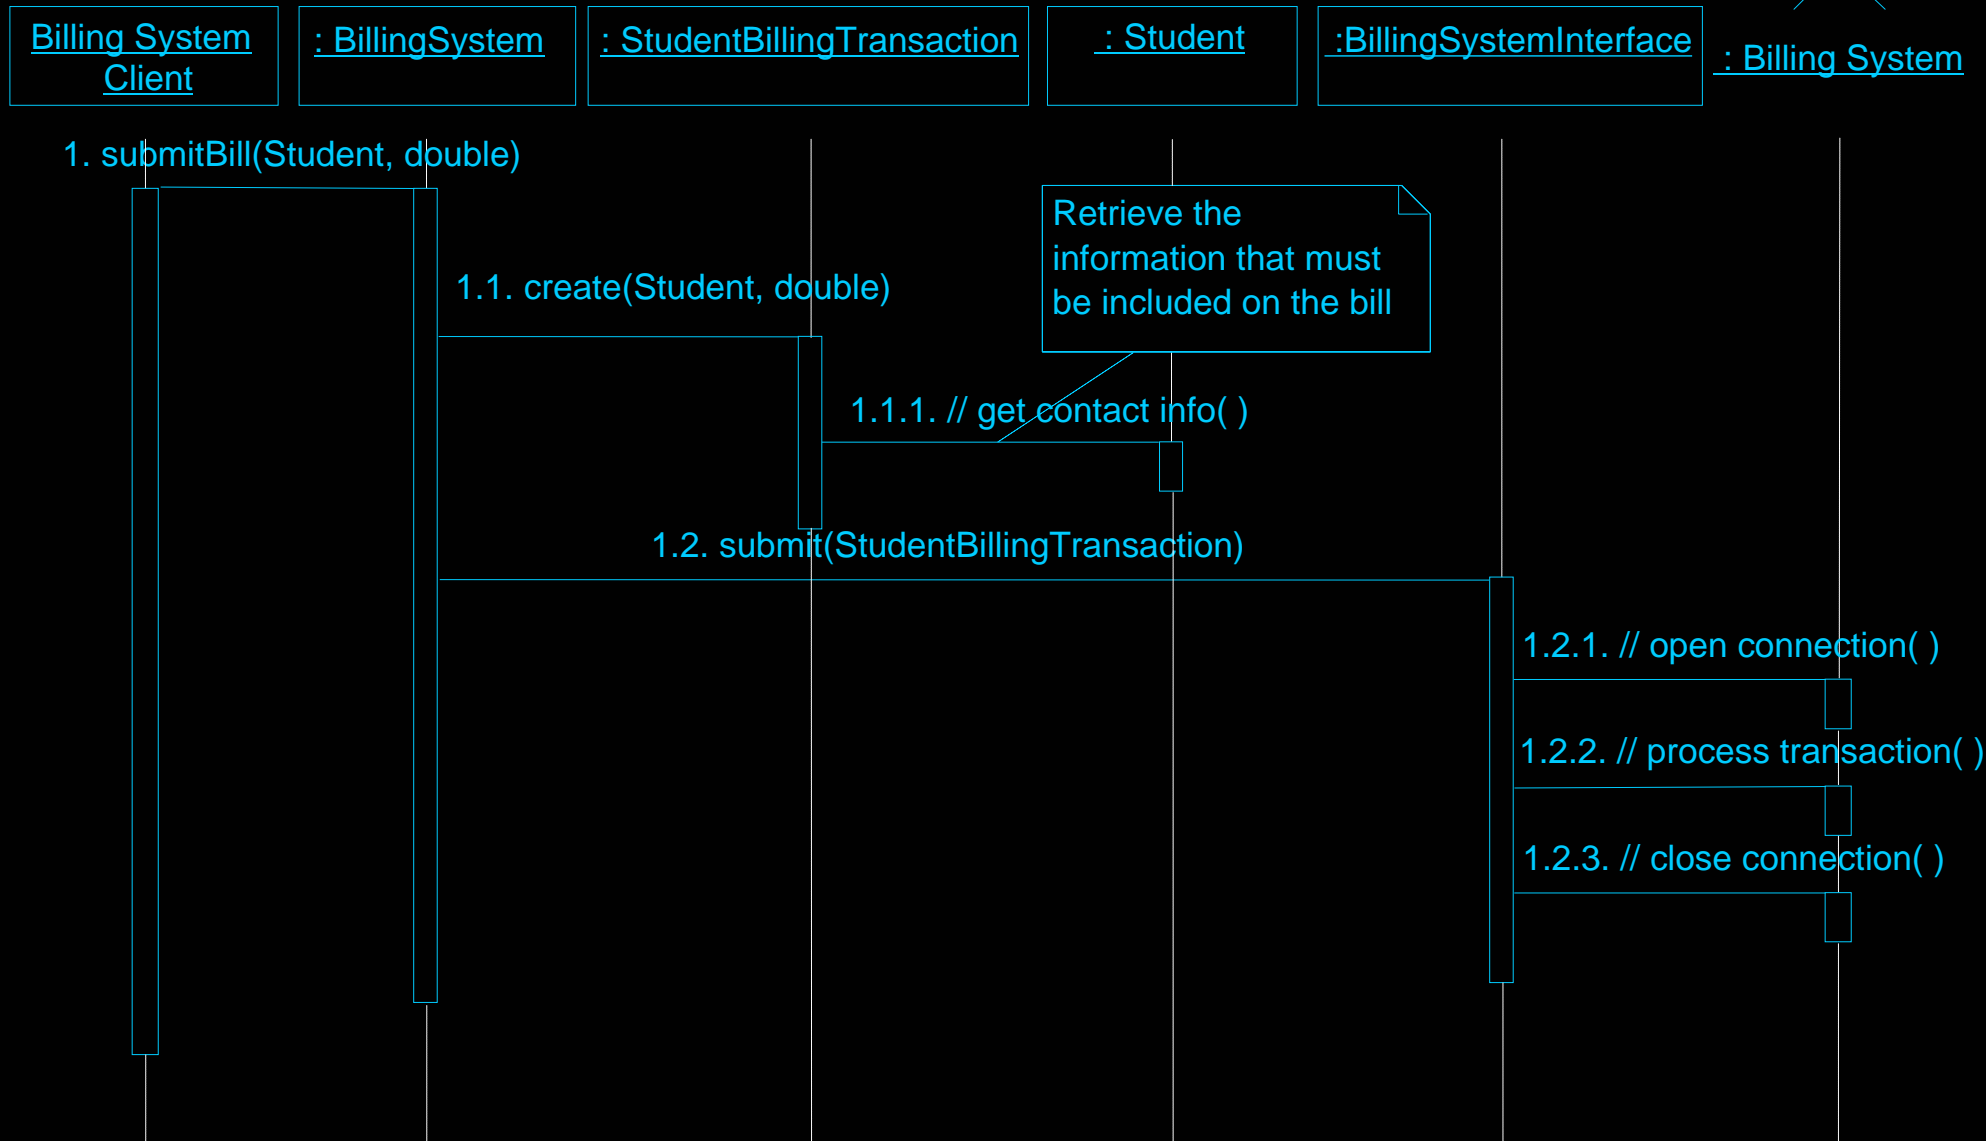 Billing System
Client
: BillingSystem
: StudentBillingTransaction
: Student
:BillingSystemInterface
: Billing System
1. submitBill(Student, double)
Retrieve the
information that must
be included on the bill
1.1. create(Student, double)
1.1.1. // get contact info( )
1.2. submit(StudentBillingTransaction)
1.2.1. // open connection( )
1.2.2. // process transaction( )
1.2.3. // close connection( )